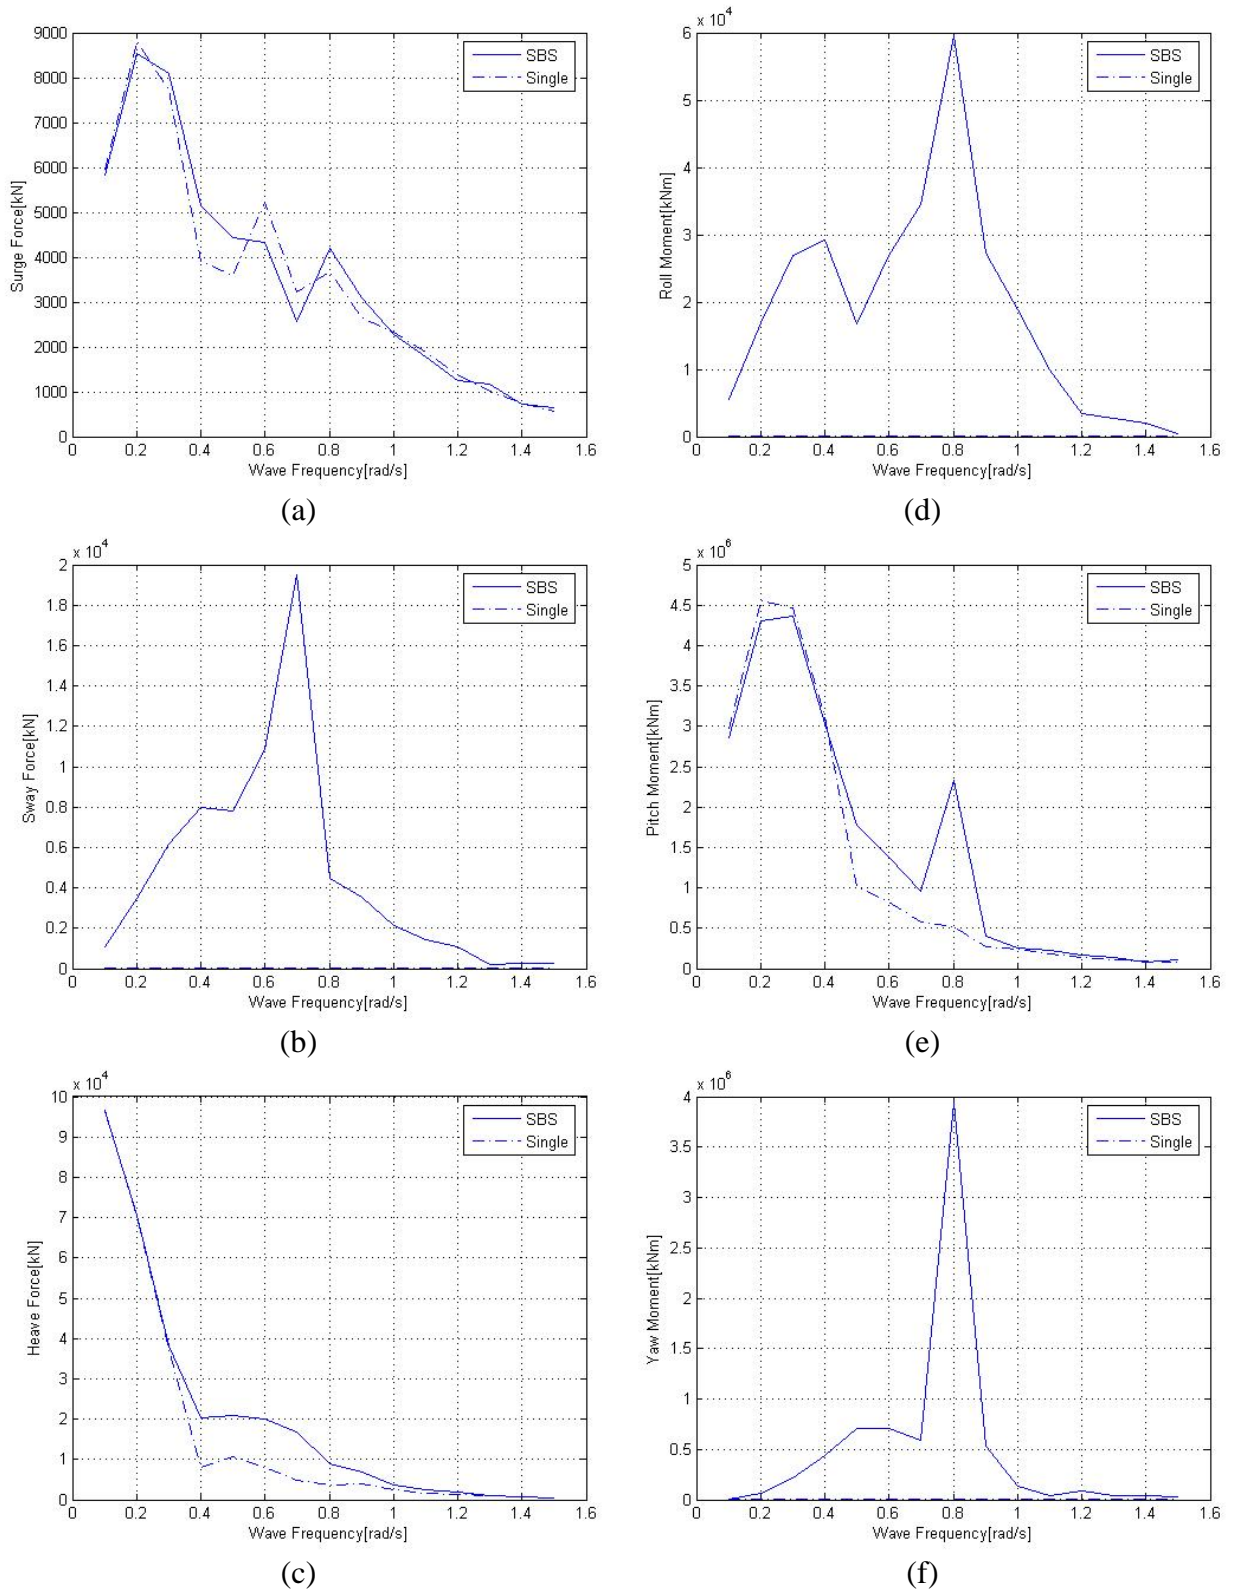 9000
8000
7000
6000
5000
4000
3000
2000
1000
0
Surge Force[kN]
0 0.2 0.4 0.6 0.8 1 1.2 1.4 1.6
Wave Frequency[rad/s]
SBS
Single
(a)
x 10^4
6
5
4
3
2
1
0
Roll Moment[kNm]
0 0.2 0.4 0.6 0.8 1 1.2 1.4 1.6
Wave Frequency[rad/s]
SBS
Single
(d)
x 10^4
2
1.8
1.6
1.4
1.2
1
0.8
0.6
0.4
0.2
0
Sway Force[kN]
0 0.2 0.4 0.6 0.8 1 1.2 1.4 1.6
Wave Frequency[rad/s]
SBS
Single
(b)
x 10^6
5
4.5
4
3.5
3
2.5
2
1.5
1
0.5
0
Pitch Moment[kNm]
0 0.2 0.4 0.6 0.8 1 1.2 1.4 1.6
Wave Frequency[rad/s]
SBS
Single
(e)
x 10^4
10
9
8
7
6
5
4
3
2
1
0
Heave Force[kN]
0 0.2 0.4 0.6 0.8 1 1.2 1.4 1.6
Wave Frequency[rad/s]
SBS
Single
(c)
x 10^6
4
3.5
3
2.5
2
1.5
1
0.5
0
Yaw Moment[kNm]
0 0.2 0.4 0.6 0.8 1 1.2 1.4 1.6
Wave Frequency[rad/s]
SBS
Single
(f)